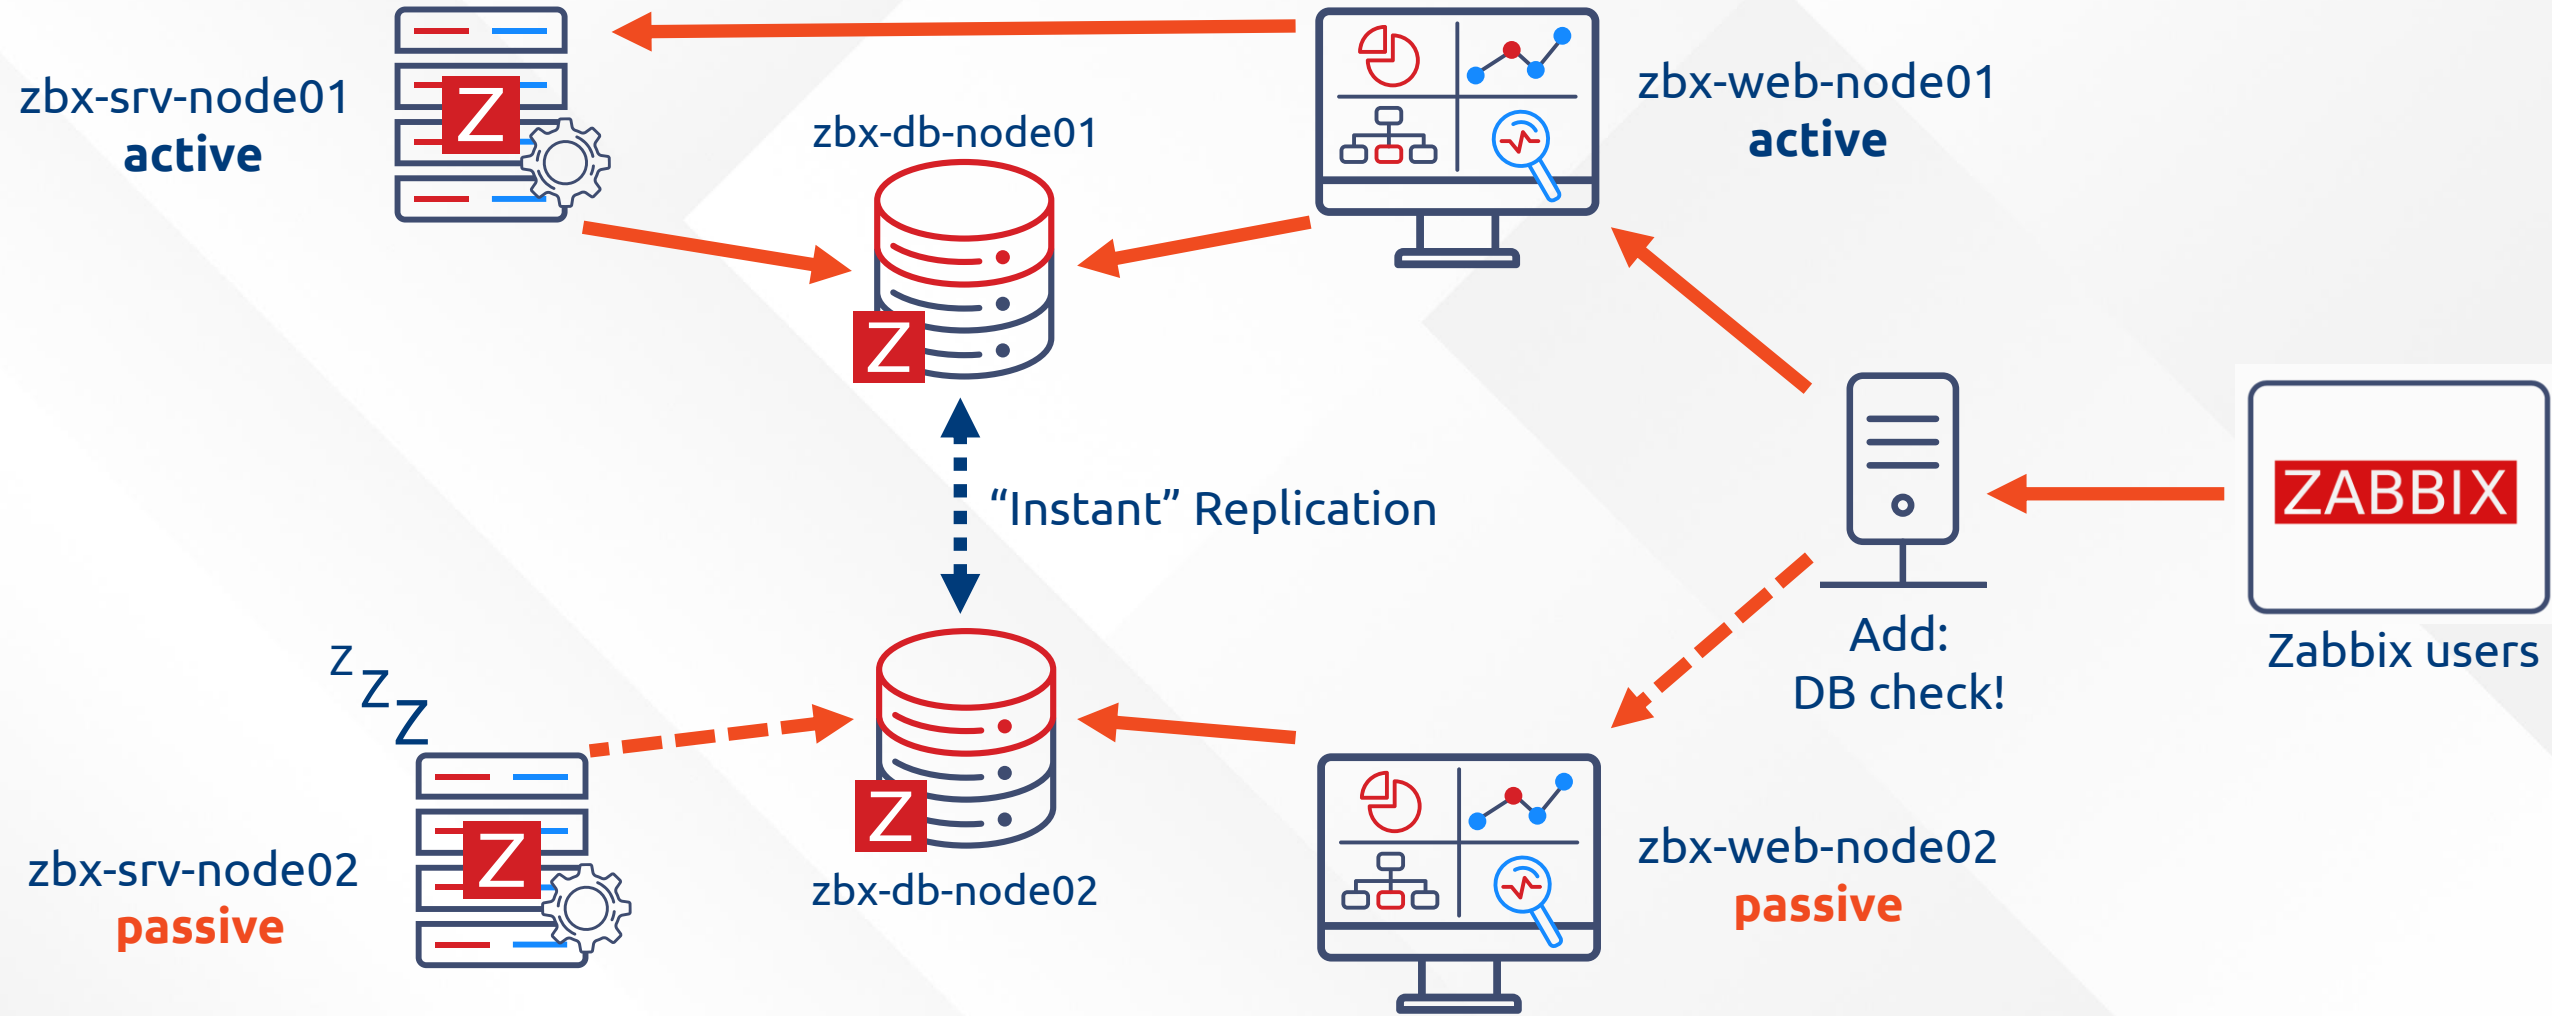 zbx-srv-node01
active
Z
zbx-db-node01
Z
zbx-web-node01
active
"Instant" Replication
Add:
DB check!
ZABBIX
Zabbix users
z
z
z
zbx-srv-node02
passive
Z
Z
zbx-db-node02
zbx-web-node02
passive